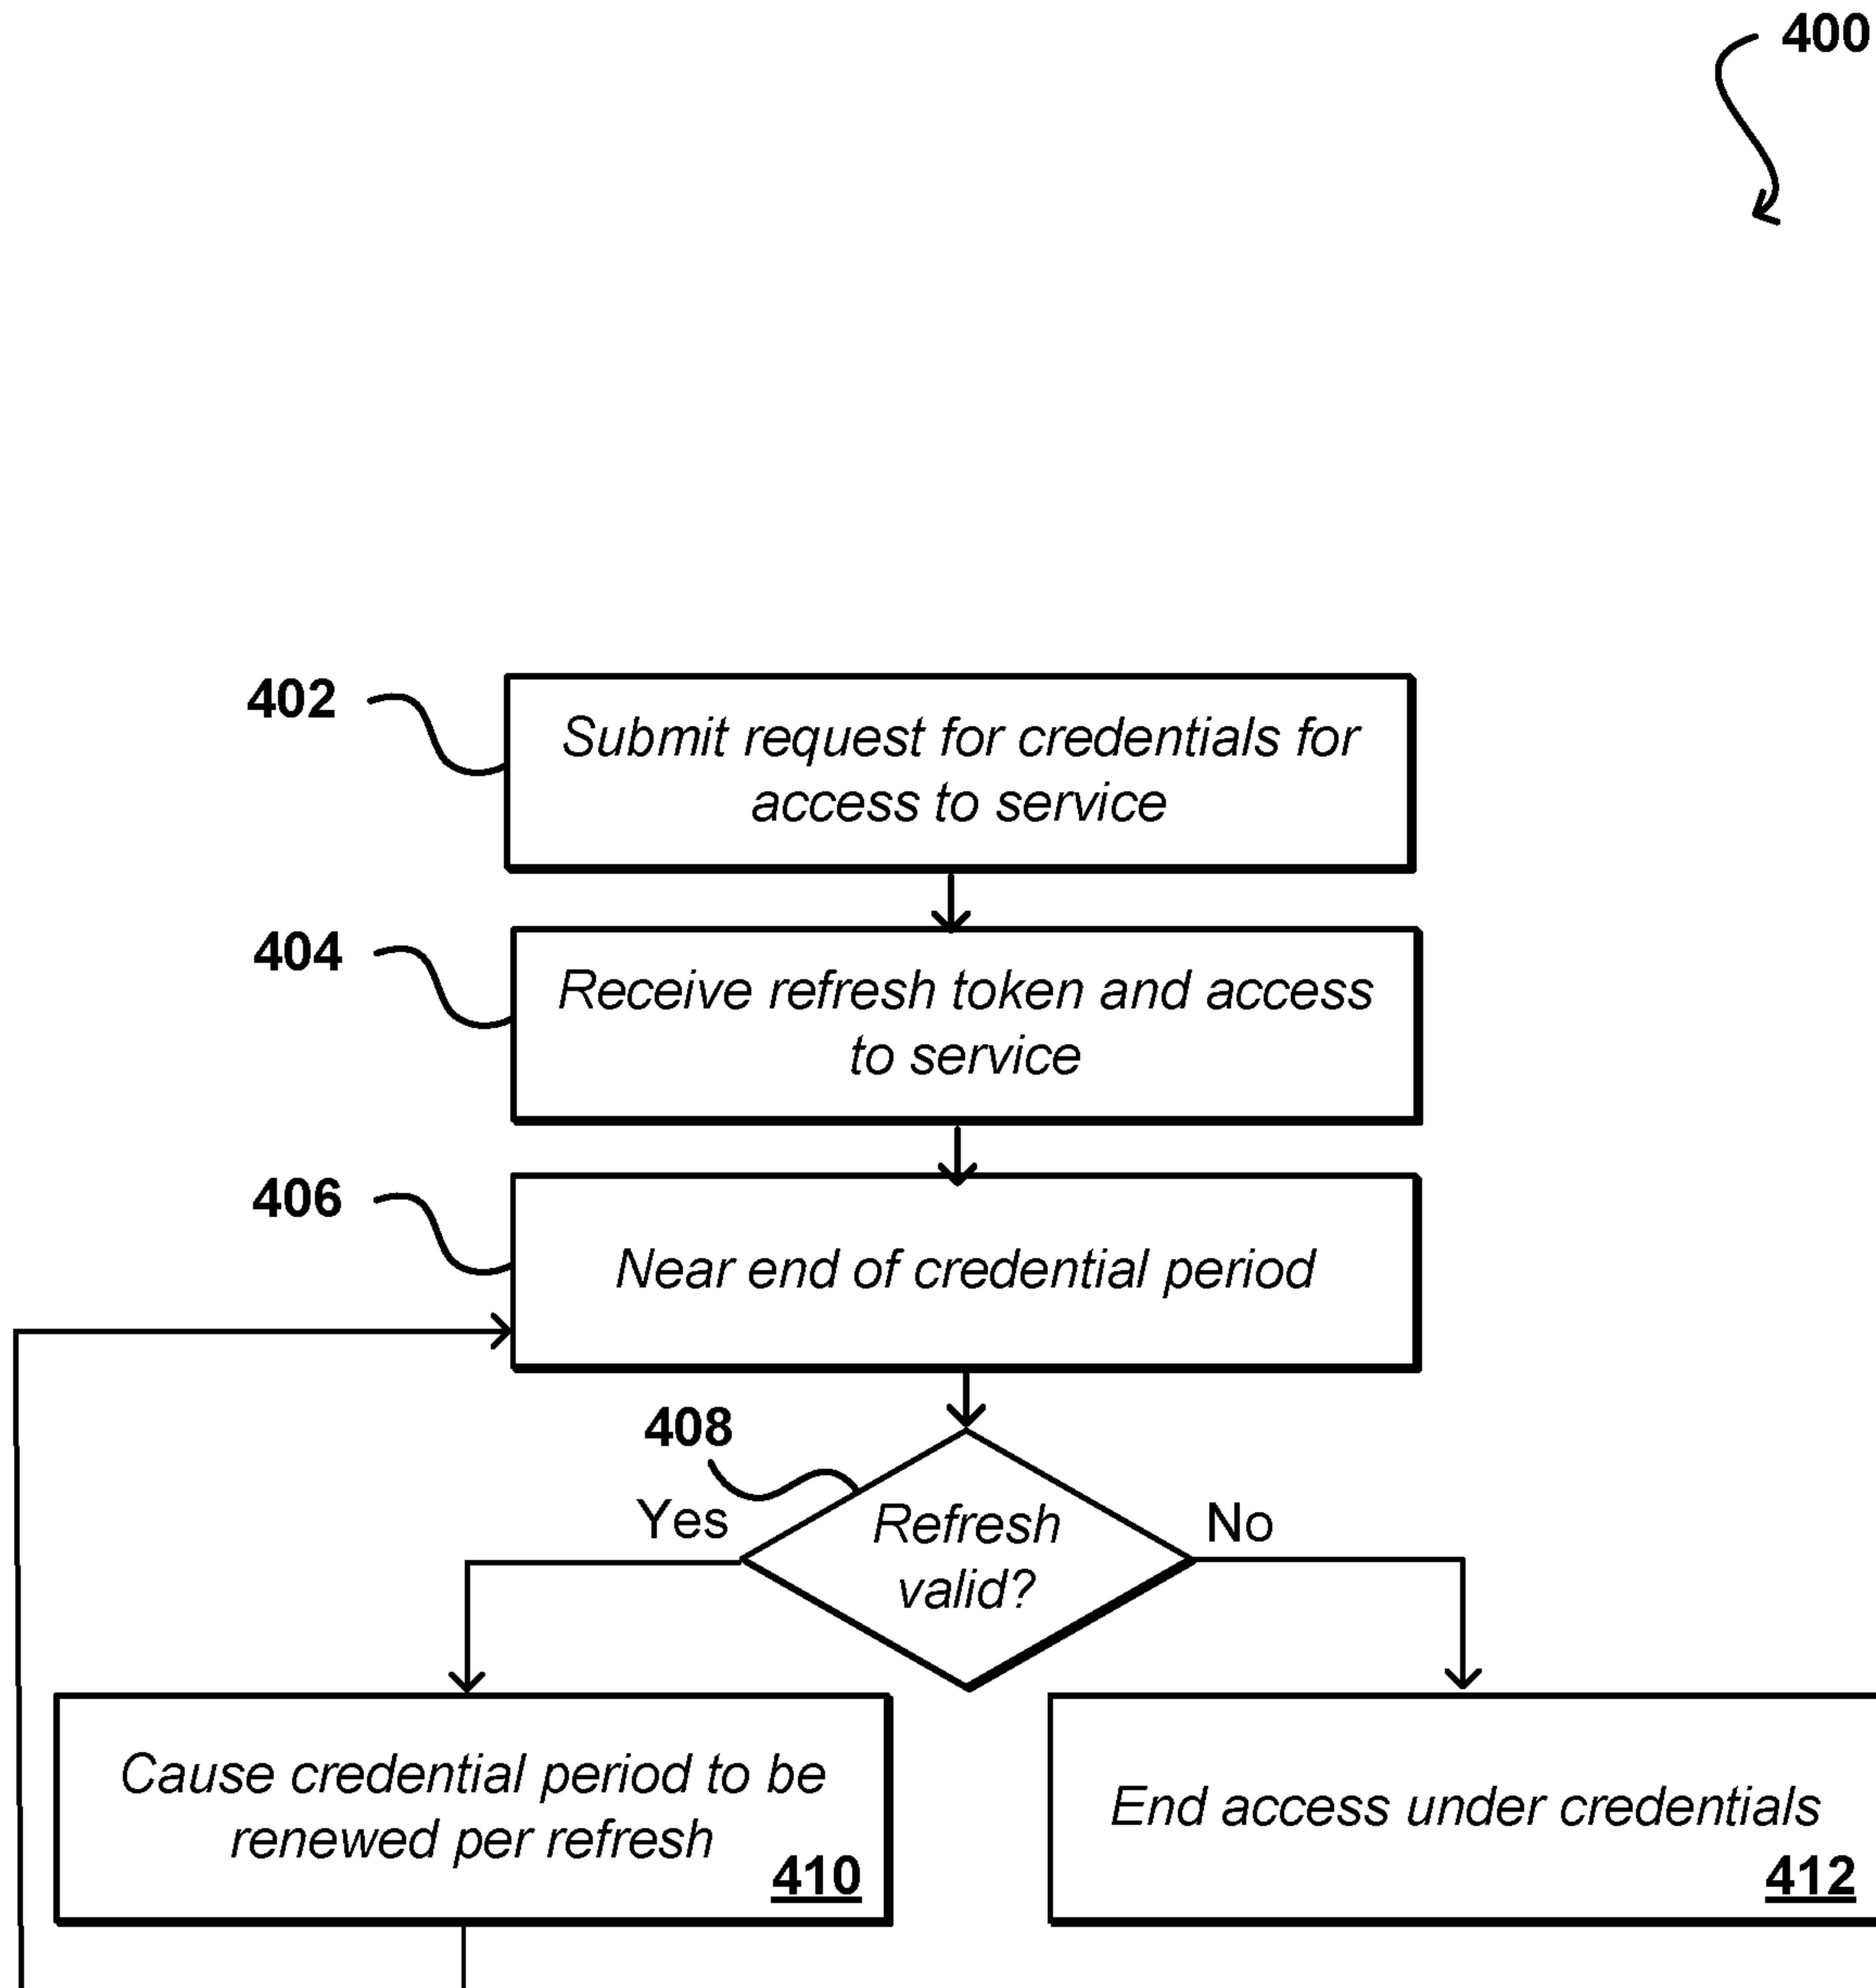 400
402
Submit request for credentials for
access to service
404
Receive refresh token and access
to service
406
Near end of credential period
408
Yes
Refresh
valid?
No
Cause credential period to be
renewed per refresh
410
End access under credentials
412